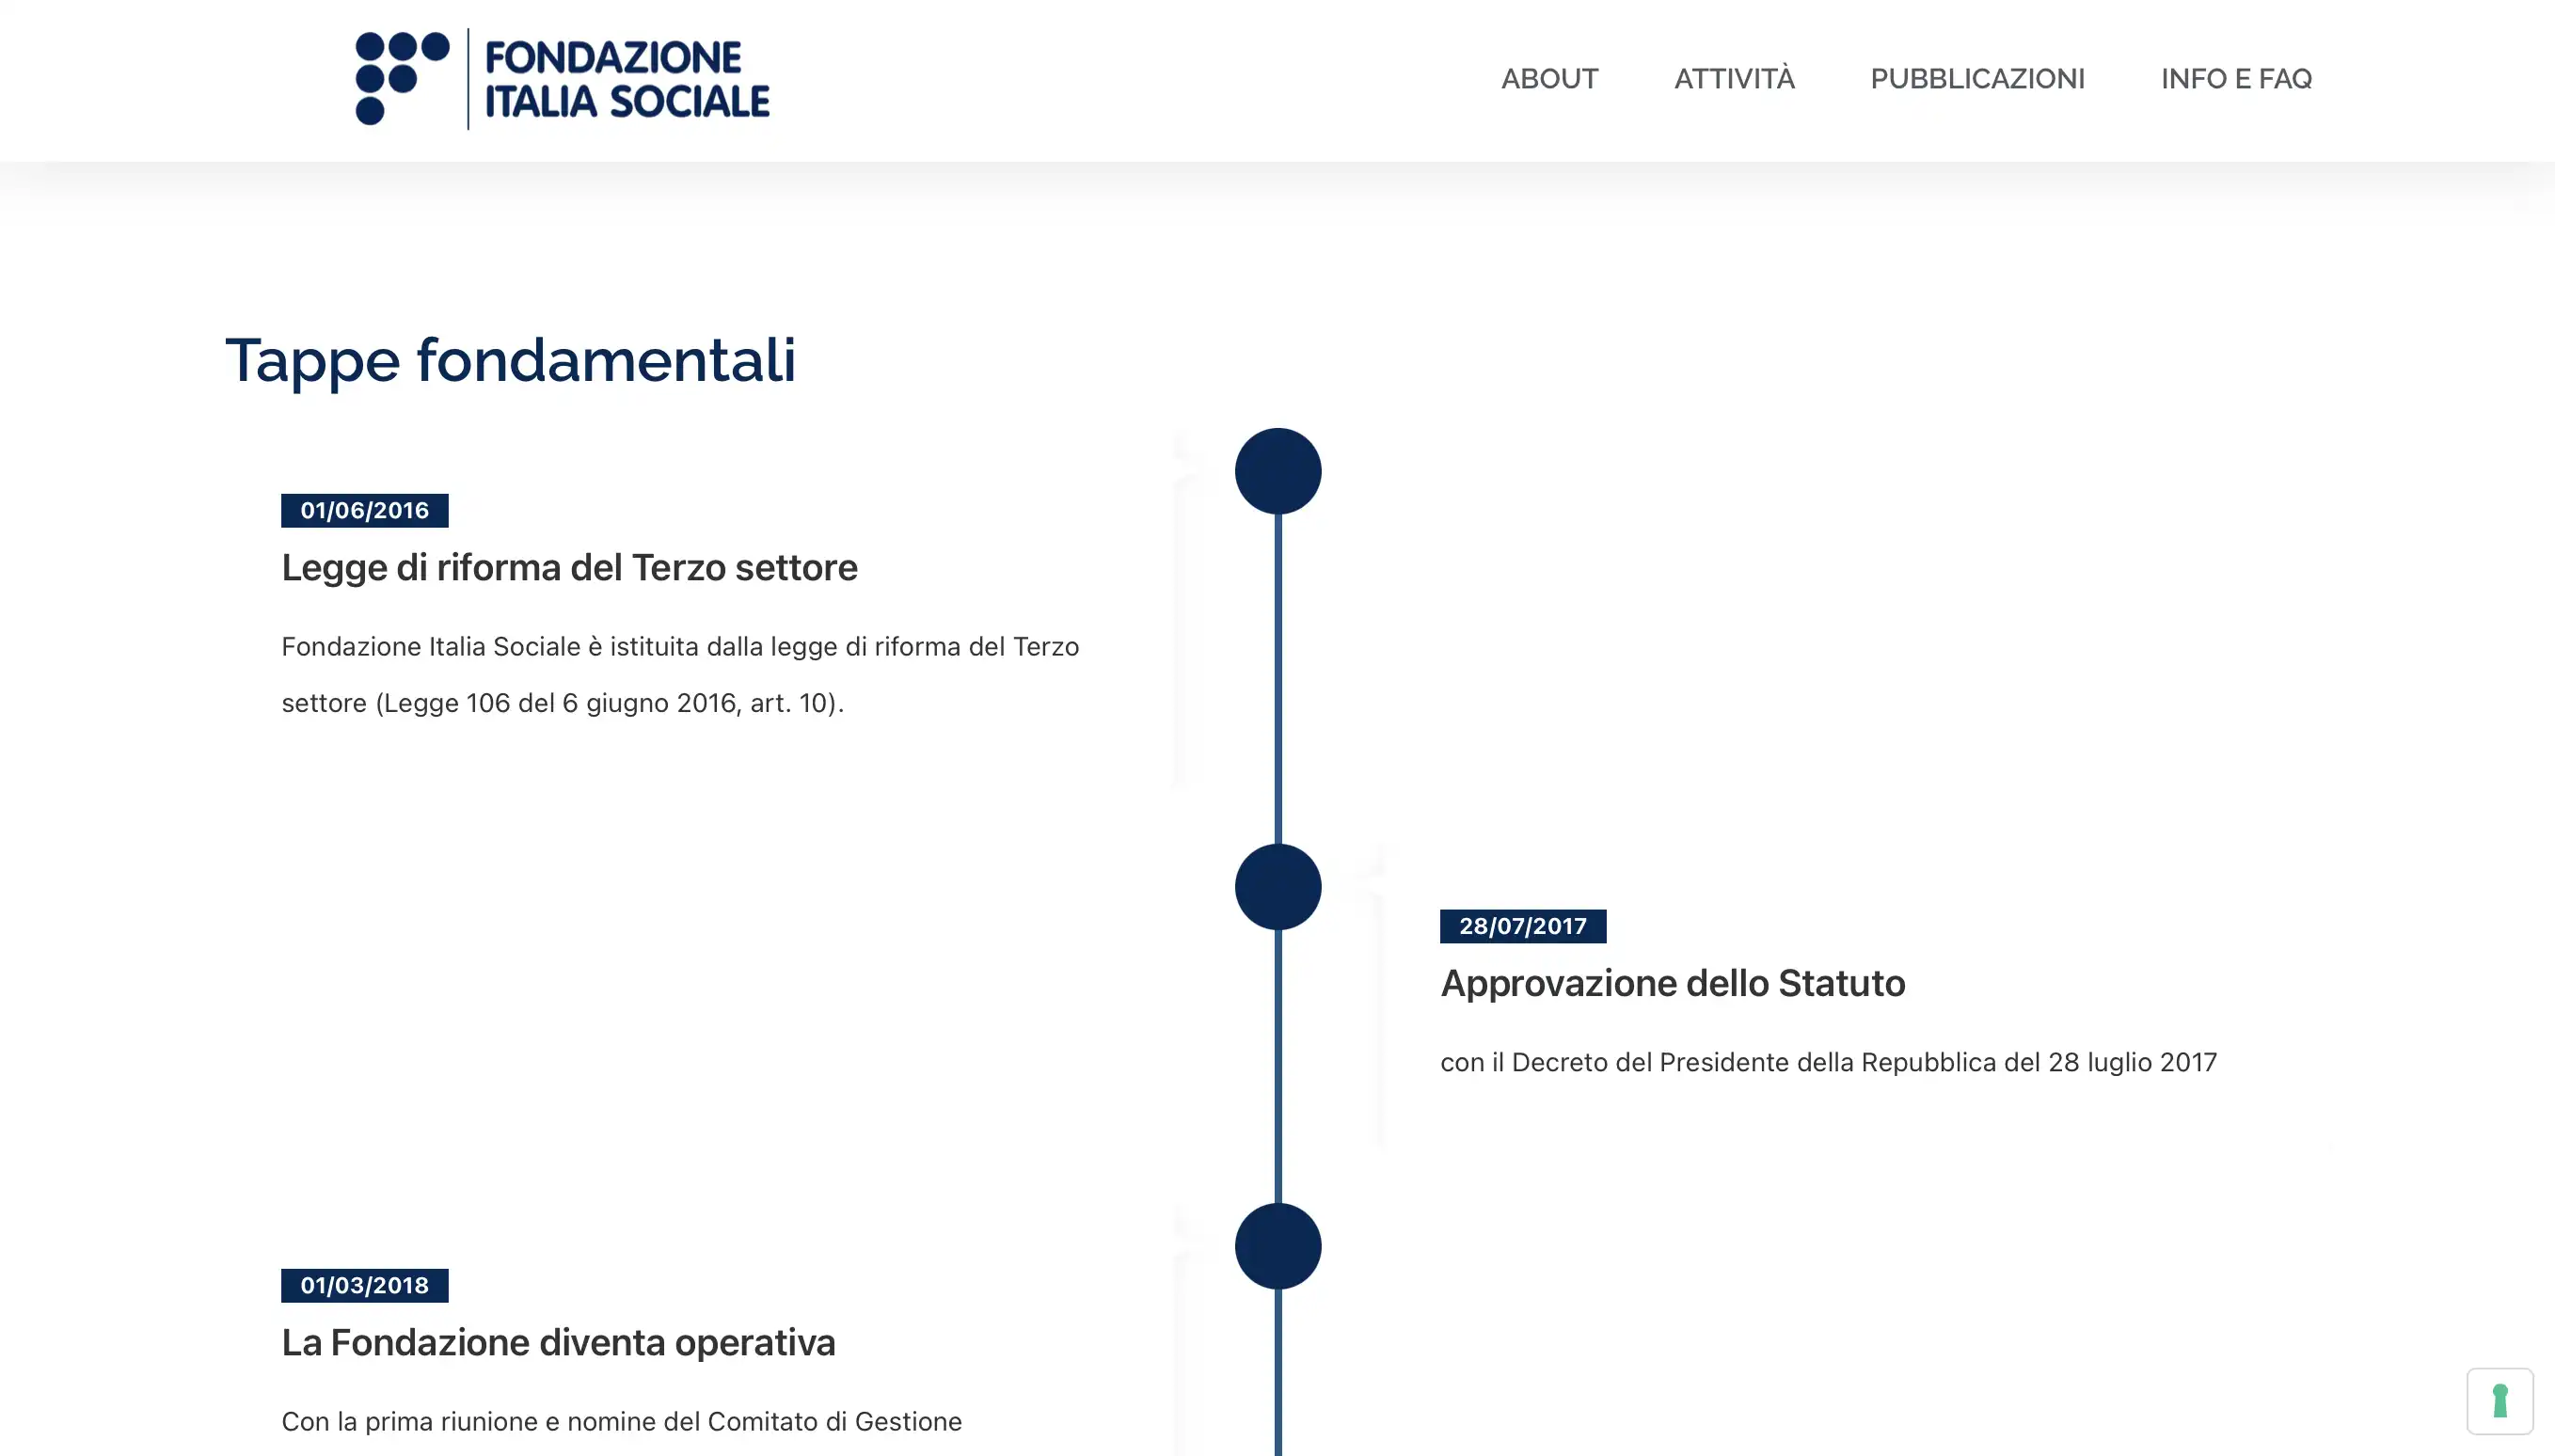 FONDAZIONE
ITALIA SOCIALE
ABOUT
ATTIVITÀ
PUBBLICAZIONI
INFO E FAQ
Tappe fondamentali
01/06/2016
Legge di riforma del Terzo settore
Fondazione Italia Sociale è istituita dalla legge di riforma del Terzo
settore (Legge 106 del 6 giugno 2016, art. 10).
28/07/2017
Approvazione dello Statuto
con il Decreto del Presidente della Repubblica del 28 luglio 2017
01/03/2018
La Fondazione diventa operativa
Con la prima riunione e nomine del Comitato di Gestione